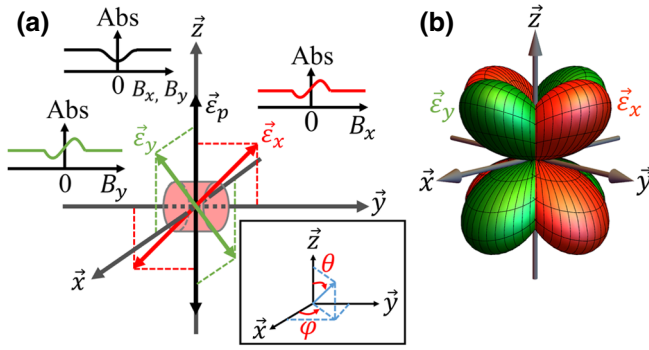 (a)
Abs
0 B_x, B_y
z⃗
ε⃗_p
Abs
0 B_x
ε⃗_y
ε⃗_x
Abs
0 B_y
y⃗
x⃗
z⃗
θ
y⃗
x⃗
φ
(b)
z⃗
ε⃗_y
ε⃗_x
x⃗
y⃗